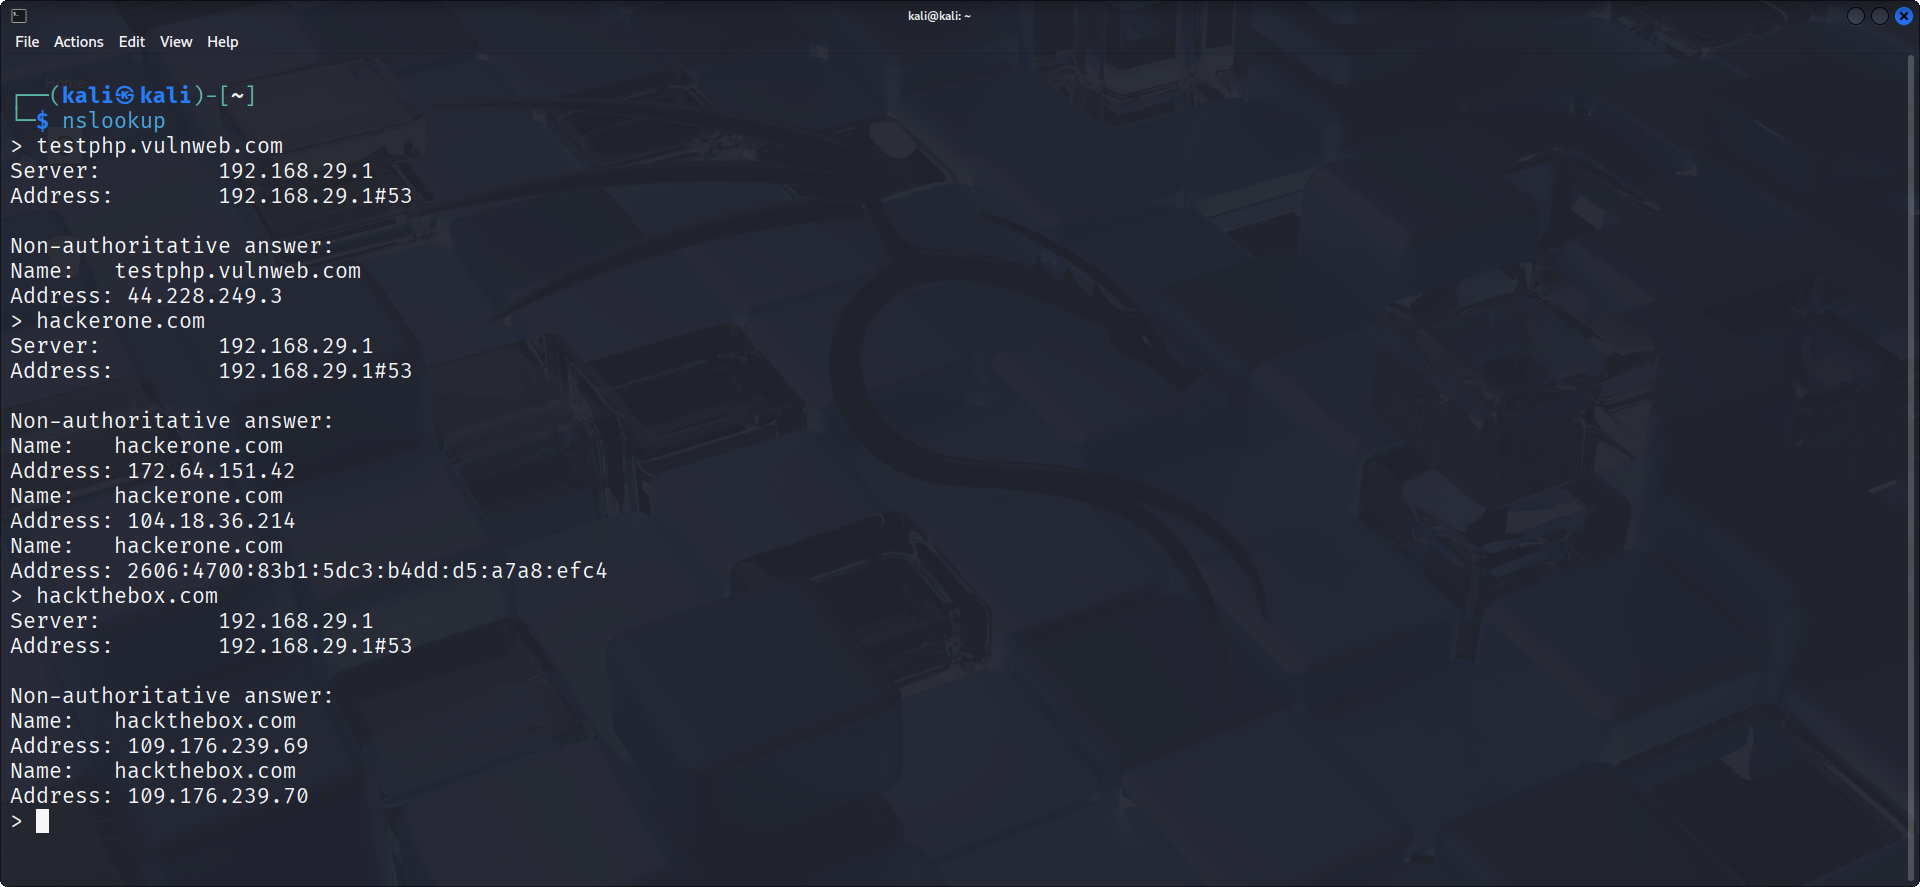 kali@kali: ~
File Actions Edit View Help
┌──(kali㉿kali)-[~]
└─$ nslookup
> testphp.vulnweb.com
Server: 192.168.29.1
Address: 192.168.29.1#53
Non-authoritative answer:
Name: testphp.vulnweb.com
Address: 44.228.249.3
> hackerone.com
Server: 192.168.29.1
Address: 192.168.29.1#53
Non-authoritative answer:
Name: hackerone.com
Address: 172.64.151.42
Name: hackerone.com
Address: 104.18.36.214
Name: hackerone.com
Address: 2606:4700:83b1:5dc3:b4dd:d5:a7a8:efc4
> hackthebox.com
Server: 192.168.29.1
Address: 192.168.29.1#53
Non-authoritative answer:
Name: hackthebox.com
Address: 109.176.239.69
Name: hackthebox.com
Address: 109.176.239.70
>